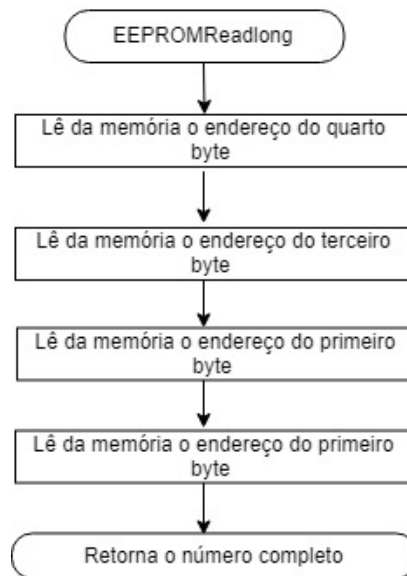 EEPROMReadlong
Lê da memória o endereço do quarto
byte
Lê da memória o endereço do terceiro
byte
Lê da memória o endereço do primeiro
byte
Lê da memória o endereço do primeiro
byte
Retorna o número completo